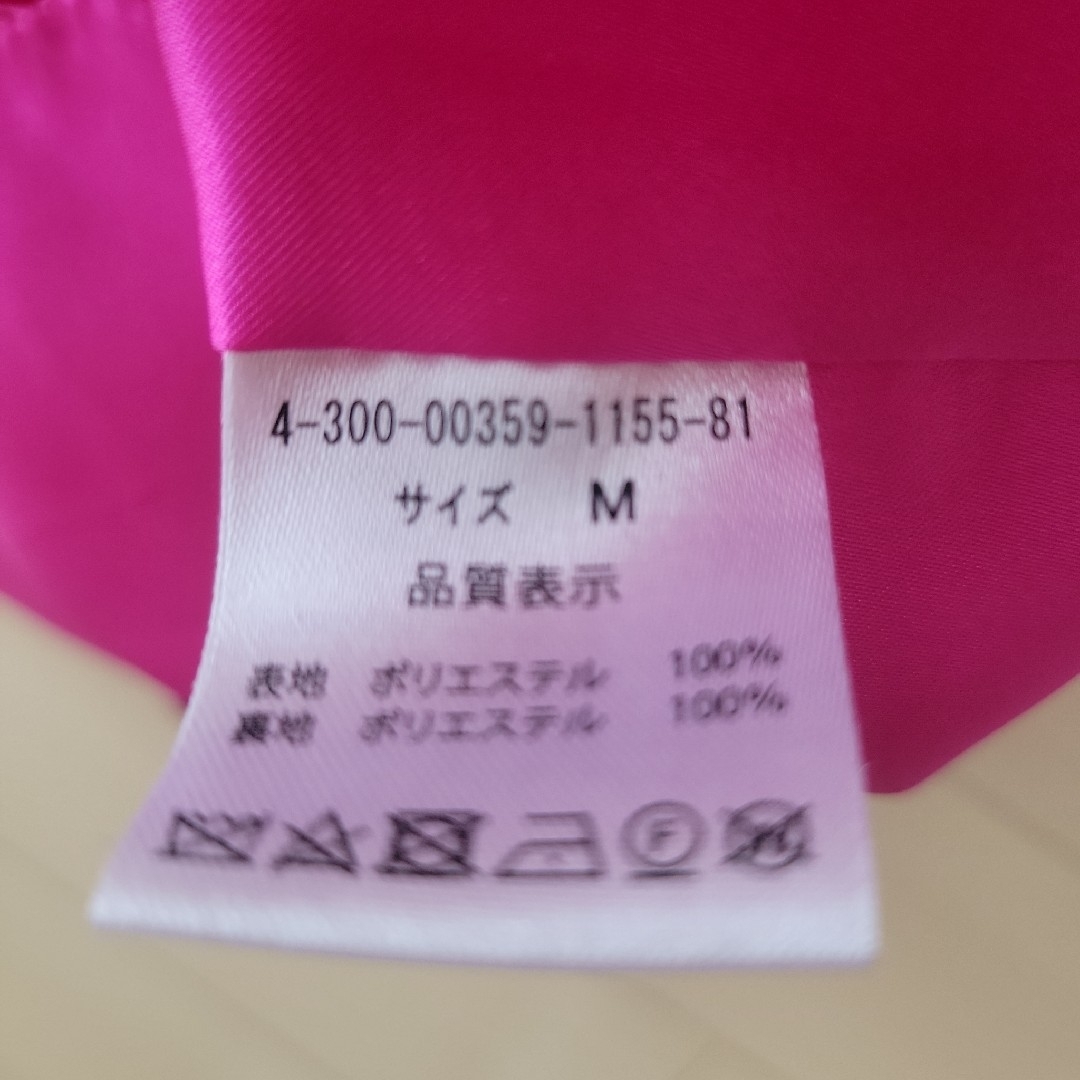 4-300-00359-1155-81
サイズ M
品質表示
表地 ポリエステル 100%
裏地 ポリエステル 100%
F